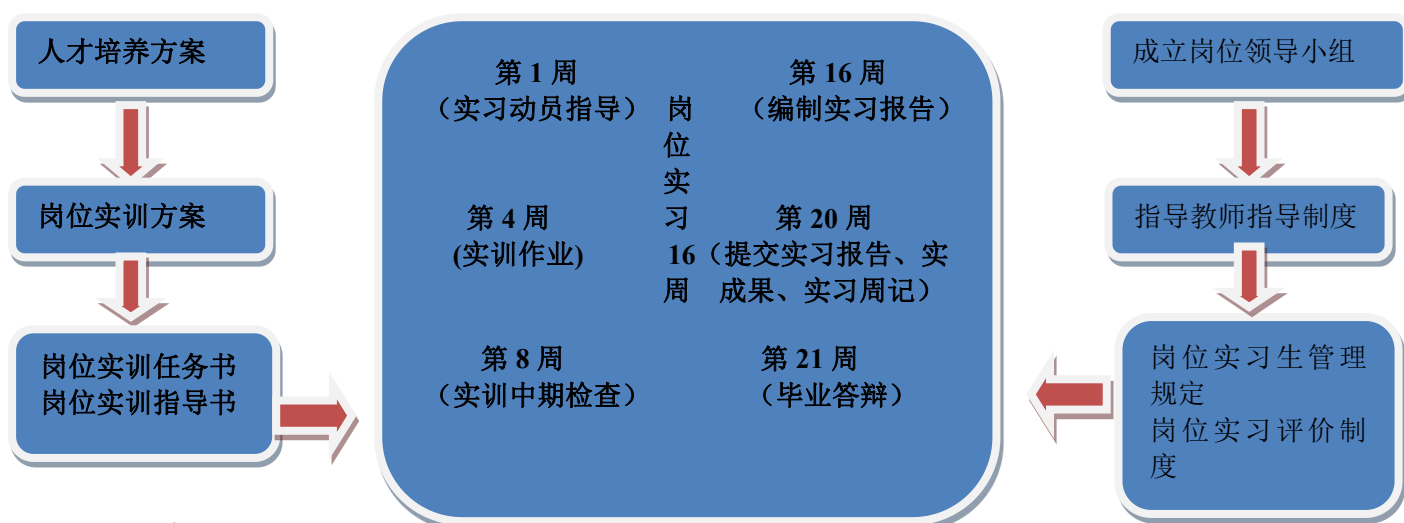 人才培养方案
岗位实训方案
岗位实训任务书
岗位实训指导书
第 1 周
（实习动员指导）
第 4 周
(实训作业)
第 8 周
（实训中期检查）
岗
位
实
习
16
周
第 16 周
（编制实习报告）
第 20 周
（提交实习报告、实
成果、实习周记）
第 21 周
（毕业答辩）
成立岗位领导小组
指导教师指导制度
岗位实习生管理
规定
岗位实习评价制
度